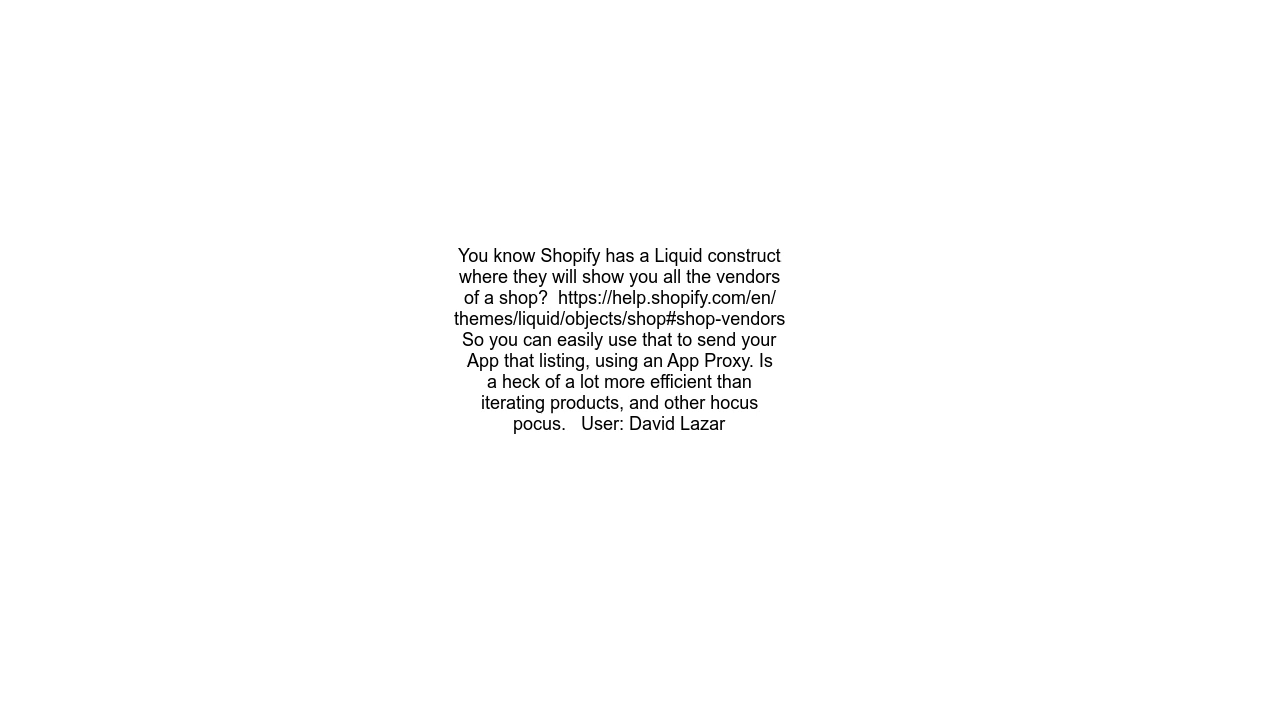 You know Shopify has a Liquid construct
where they will show you all the vendors
of a shop?  https://help.shopify.com/en/
themes/liquid/objects/shop#shop-vendors
So you can easily use that to send your
App that listing, using an App Proxy. Is
a heck of a lot more efficient than
iterating products, and other hocus
pocus.   User: David Lazar